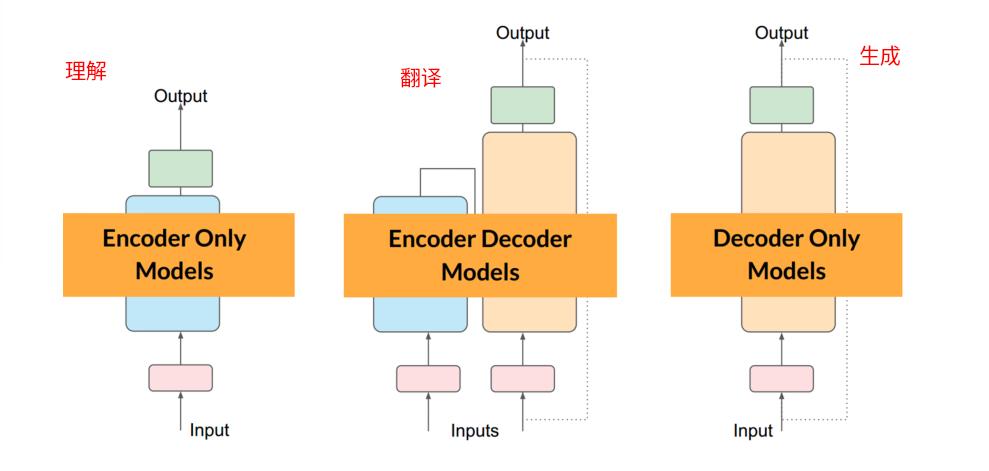 理解
Output
Encoder Only
Models
Input
翻译
Output
Encoder Decoder
Models
Inputs
生成
Output
Decoder Only
Models
Input